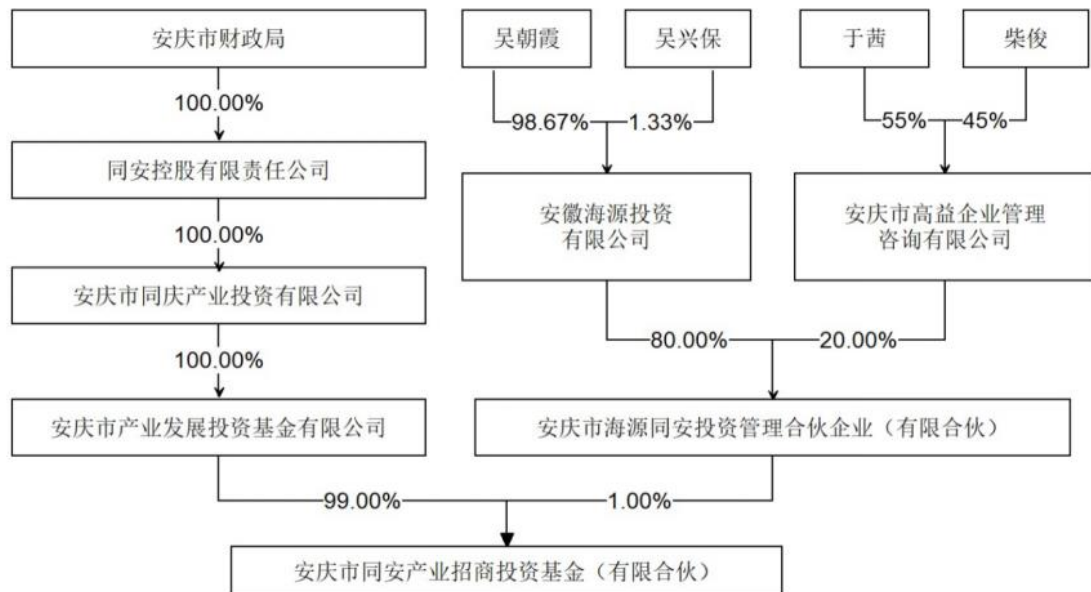 安庆市财政局
吴朝霞
吴兴保
于茜
柴俊
100.00%
98.67%
1.33%
55%
45%
同安控股有限责任公司
安徽海源投资
有限公司
安庆市高益企业管理
咨询有限公司
100.00%
安庆市同庆产业投资有限公司
80.00%
20.00%
100.00%
安庆市产业发展投资基金有限公司
安庆市海源同安投资管理合伙企业（有限合伙）
99.00%
1.00%
安庆市同安产业招商投资基金（有限合伙）